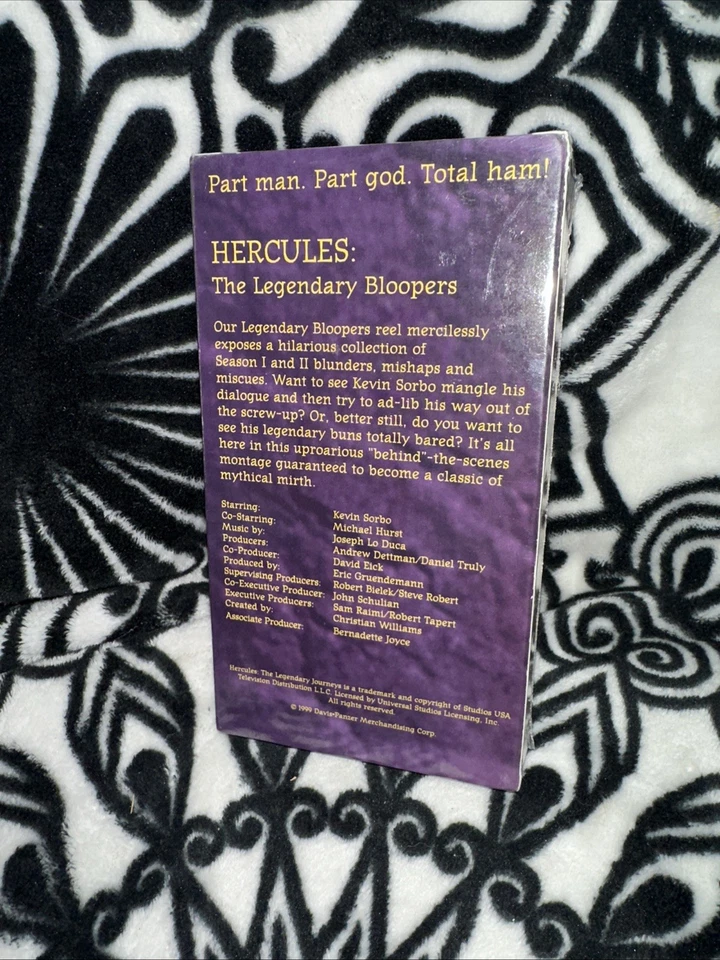 Part man. Part god. Total ham!
HERCULES:
The Legendary Bloopers
Our Legendary Bloopers reel mercilessly
exposes a hilarious collection of
Season I and II blunders, mishaps and
miscues. Want to see Kevin Sorbo mangle his
dialogue and then try to ad-lib his way out of
the screw-up? Or, better still, do you want to
see his legendary buns totally bared? It's all
here in this uproarious "behind"-the-scenes
montage guaranteed to become a classic of
mythical mirth.
Starring: Kevin Sorbo
Co-Starring: Michael Hurst
Music by: Joseph Lo Duca
Producers: Andrew Dettman/Daniel Truly
Co-Producer: David Eick
Produced by: Eric Gruendemann
Supervising Producers: Robert Bielek/Steve Robert
Co-Executive Producer: John Schulian
Executive Producers: Sam Raimi/Robert Tapert
Created by: Christian Williams
Associate Producer: Bernadette Joyce
Hercules: The Legendary Journeys is a trademark and copyright of Studios USA
Television Distribution L.L.C. Licensed by Universal Studios Licensing, Inc.
All rights reserved.
© 1999 Davis-Panzer Merchandising Corp.